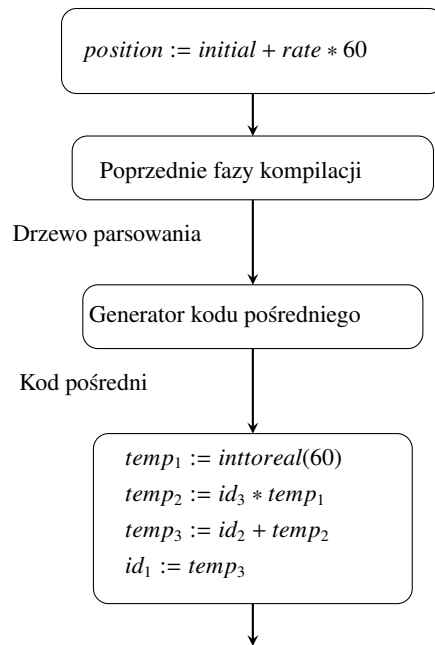 position := initial + rate ∗ 60
Poprzednie fazy kompilacji
Drzewo parsowania
Generator kodu pośredniego
Kod pośredni
temp₁ := inttoreal(60)
temp₂ := id₃ ∗ temp₁
temp₃ := id₂ + temp₂
id₁ := temp₃